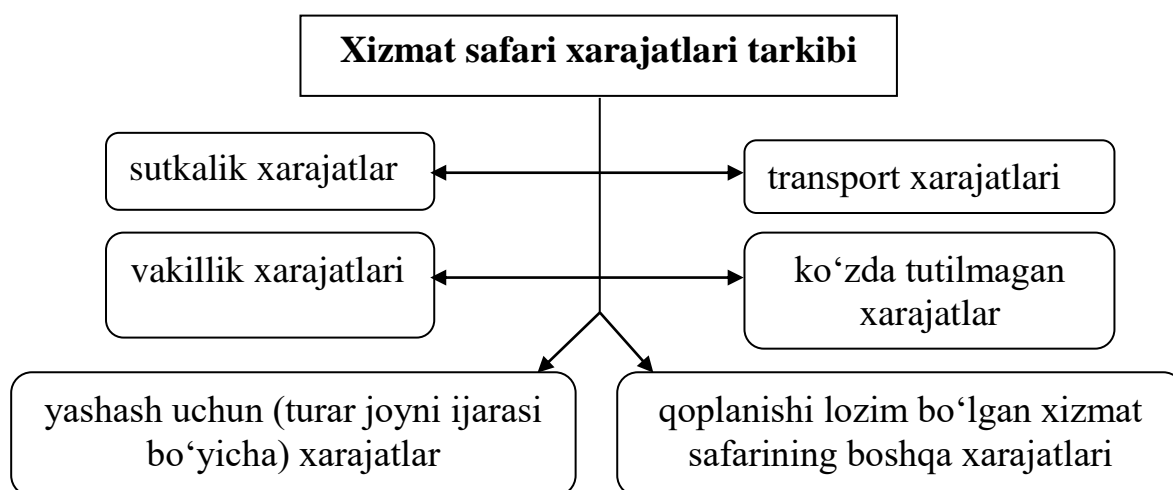 Xizmat safari xarajatlari tarkibi
sutkalik xarajatlar
transport xarajatlari
vakillik xarajatlari
ko‘zda tutilmagan
xarajatlar
yashash uchun (turar joyni ijarasi
bo‘yicha) xarajatlar
qoplanishi lozim bo‘lgan xizmat
safarining boshqa xarajatlari